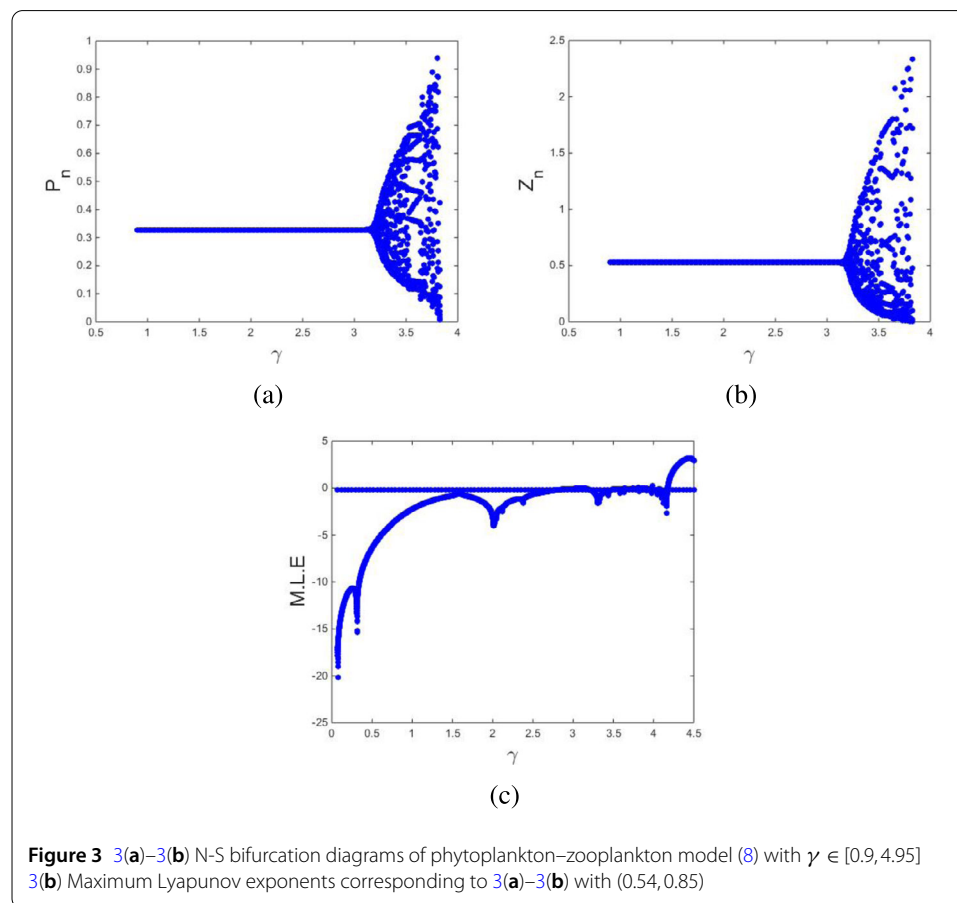 1
0.9
0.8
0.7
0.6
0.5
0.4
0.3
0.2
0.1
0
P_n
0.5 1 1.5 2 2.5 3 3.5 4
γ
(a)
2.5
2
1.5
1
0.5
0
Z_n
0.5 1 1.5 2 2.5 3 3.5 4
γ
(b)
5
0
-5
-10
-15
-20
-25
M.L.E
0 0.5 1 1.5 2 2.5 3 3.5 4 4.5
γ
(c)
Figure 3 3(a)–3(b) N-S bifurcation diagrams of phytoplankton–zooplankton model (8) with γ ∈ [0.9, 4.95]
3(b) Maximum Lyapunov exponents corresponding to 3(a)–3(b) with (0.54, 0.85)